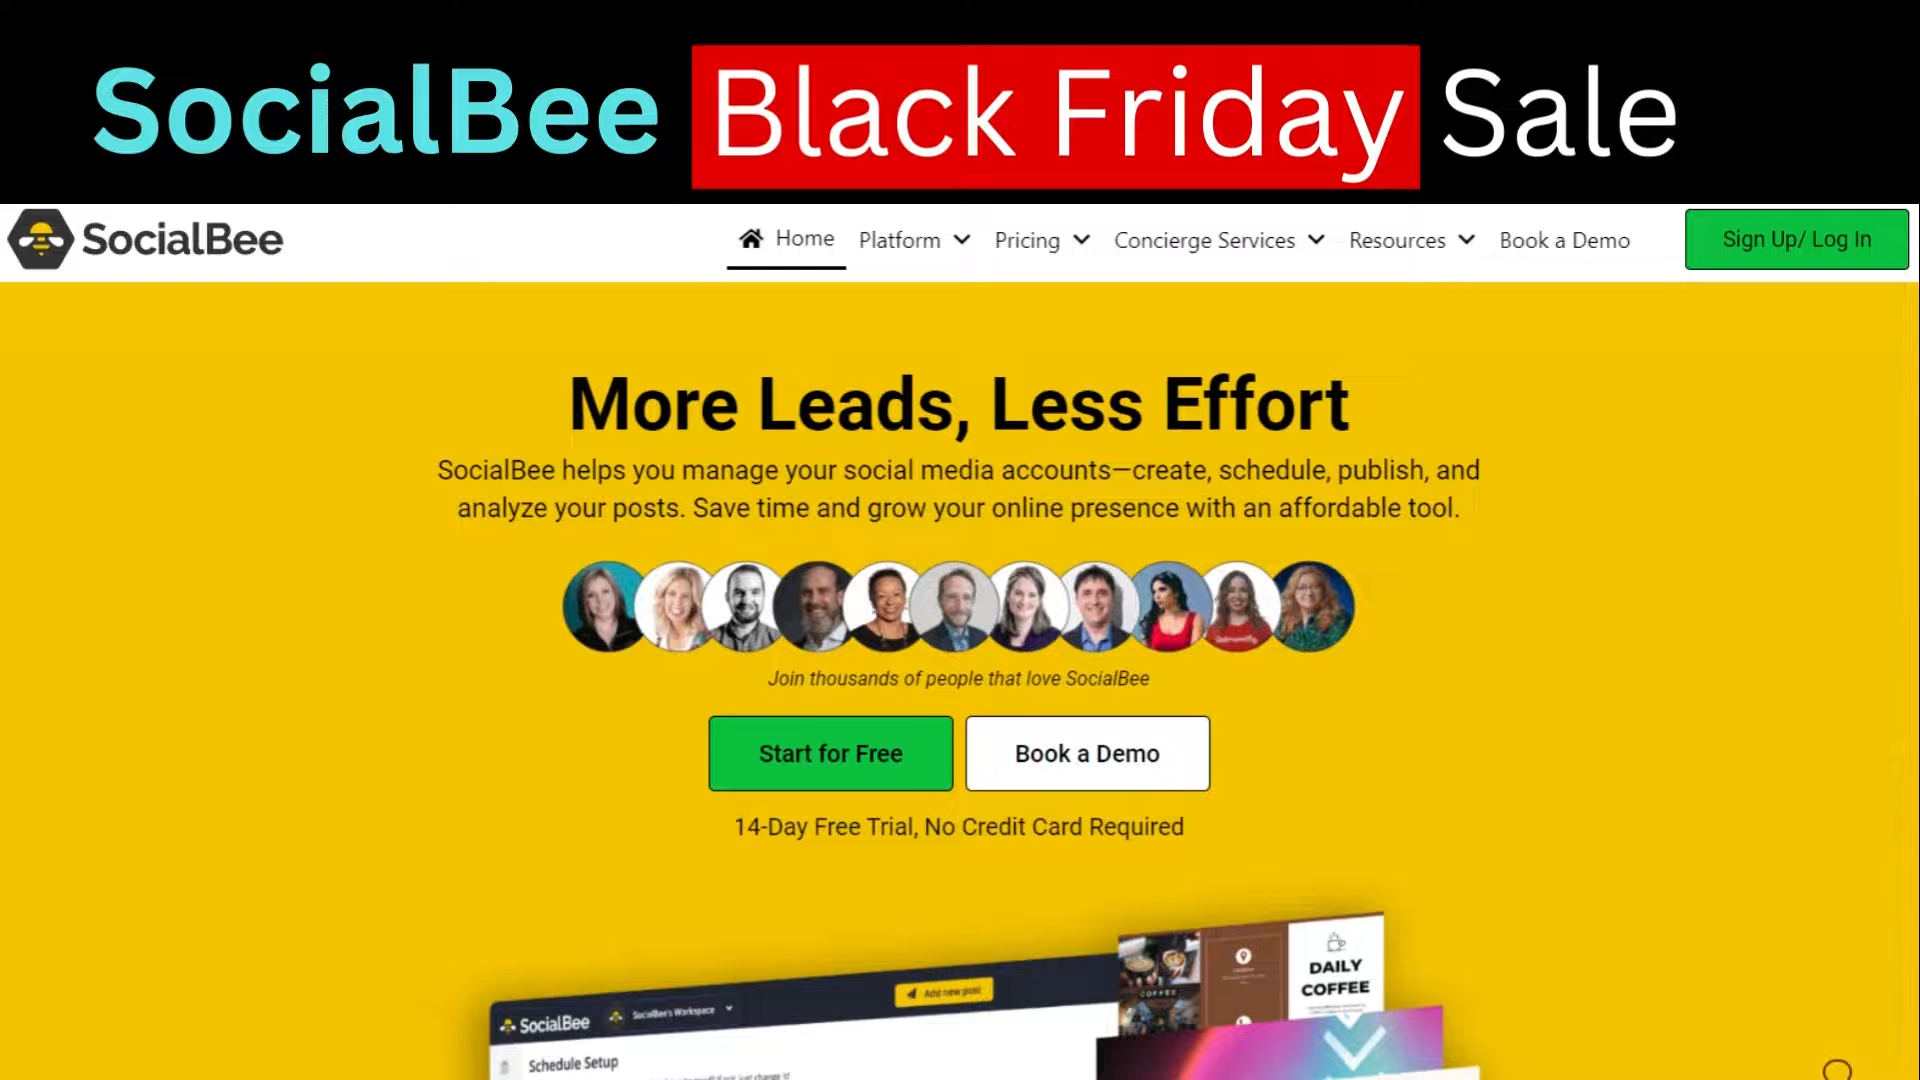 SocialBee Black Friday Sale
SocialBee
Home Platform Pricing Concierge Services Resources Book a Demo Sign Up/ Log In
More Leads, Less Effort
SocialBee helps you manage your social media accounts—create, schedule, publish, and
analyze your posts. Save time and grow your online presence with an affordable tool.
Join thousands of people that love SocialBee
Start for Free Book a Demo
14-Day Free Trial, No Credit Card Required
SocialBee SocialBee's Workspace Add new post
Schedule Setup
COFFEE
DAILY
COFFEE